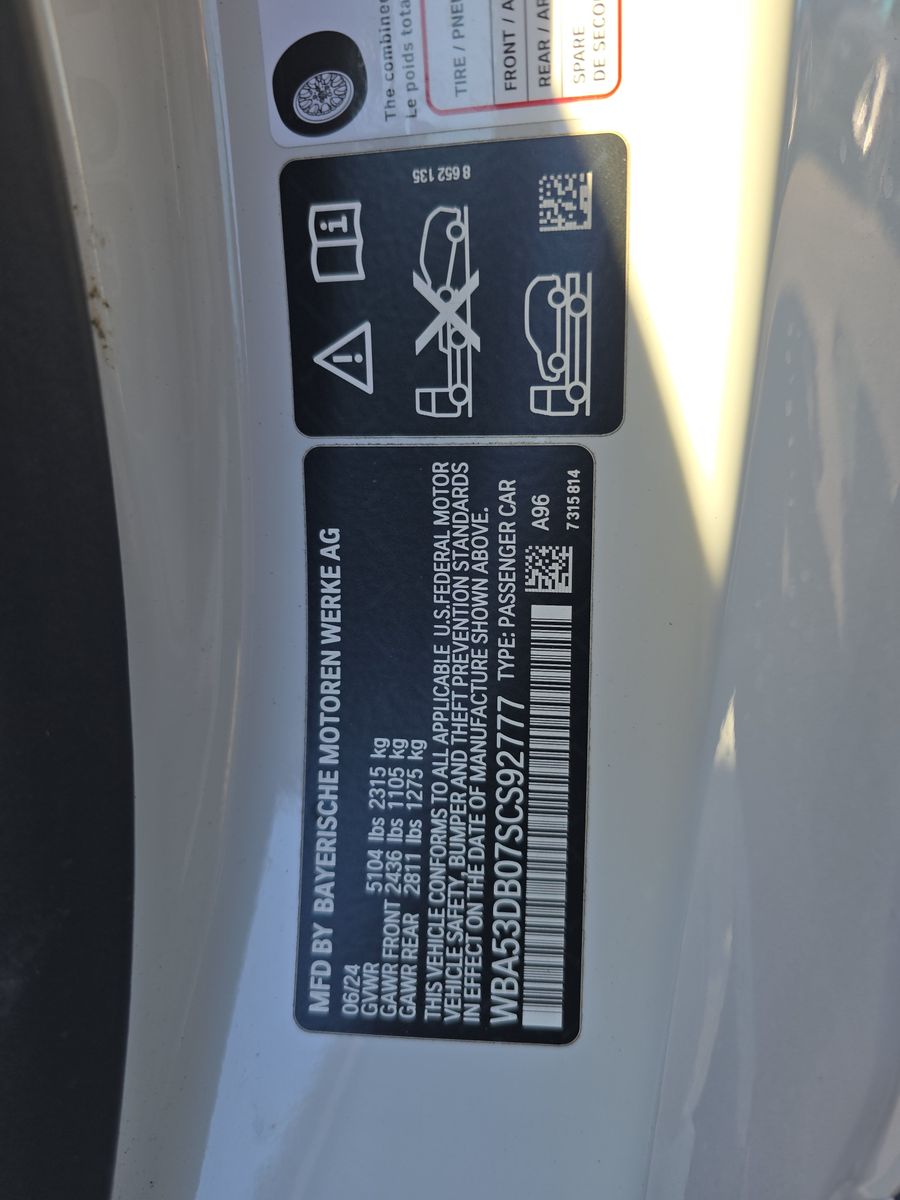 The combined
Le poids tota
TIRE / PNE
FRONT / A
REAR / AR
SPARE
DE SECO
8 652 135
MFD BY BAYERISCHE MOTOREN WERKE AG
06/24
GVWR 5104 lbs 2315 kg
GAWR FRONT 2436 lbs 1105 kg
GAWR REAR 2811 lbs 1275 kg
THIS VEHICLE CONFORMS TO ALL APPLICABLE U.S.FEDERAL MOTOR
VEHICLE SAFETY, BUMPER AND THEFT PREVENTION STANDARDS
IN EFFECT ON THE DATE OF MANUFACTURE SHOWN ABOVE.
WBA53DB07SCS92777 TYPE: PASSENGER CAR
A96
7315814